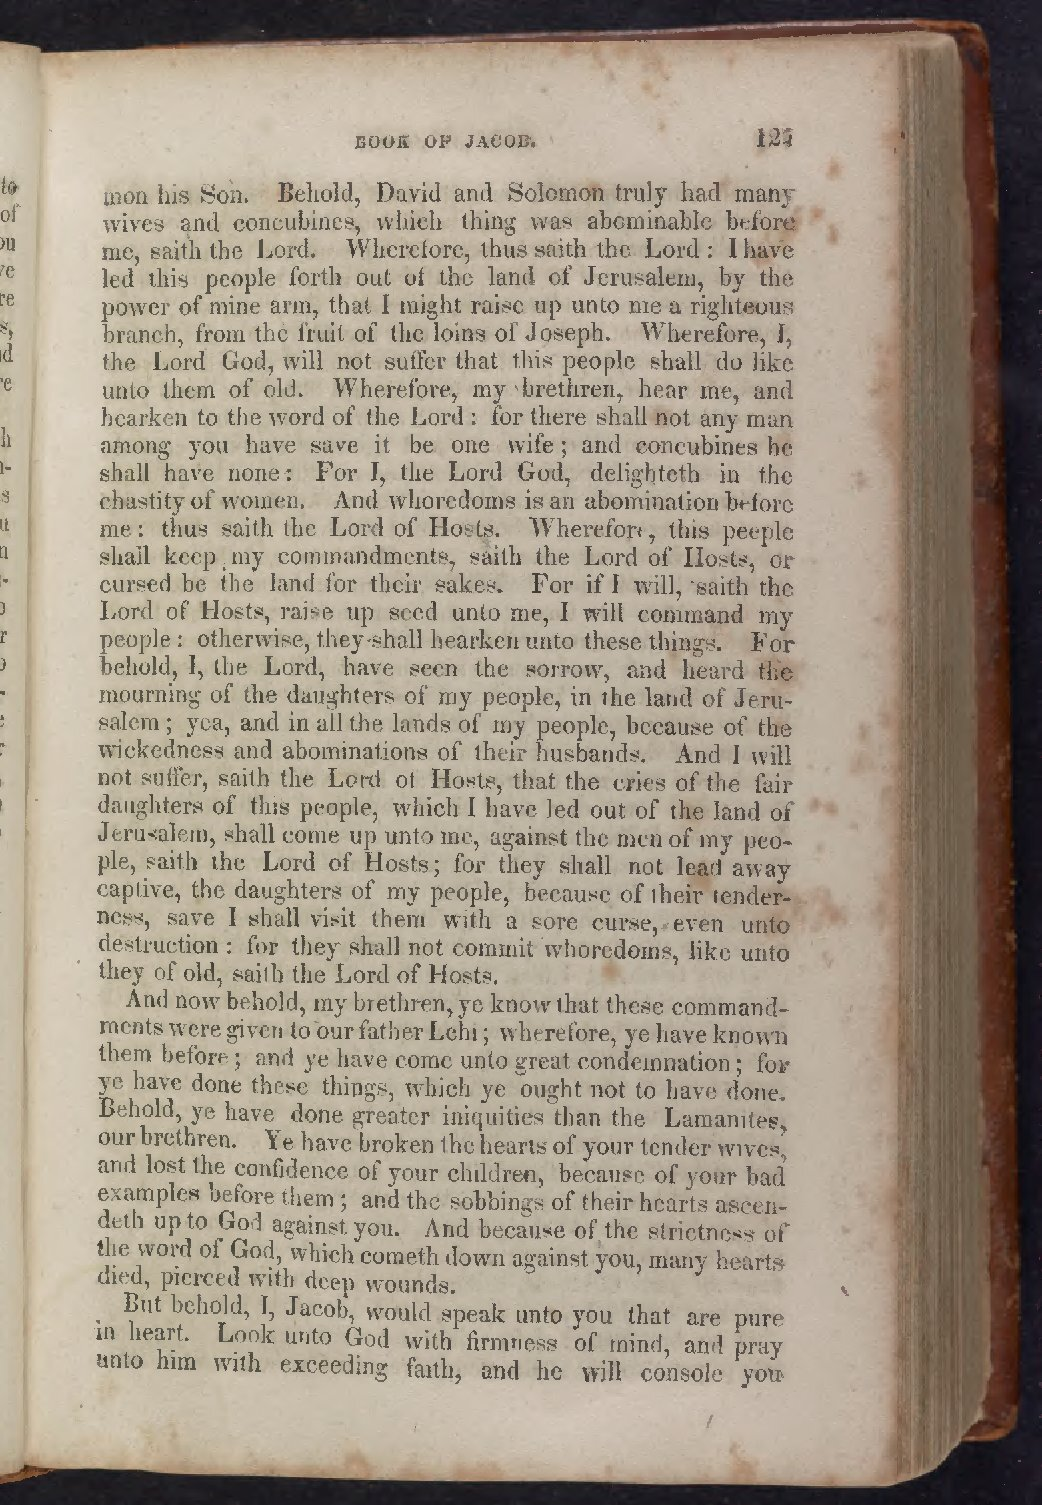 BOOK OF JACOB. 125
mon his Son. Behold, David and Solomon truly had many
wives and concubines, which thing was abominable before
me, saith the Lord. Wherefore, thus saith the Lord: I have
led this people forth out of the land of Jerusalem, by the
power of mine arm, that I might raise up unto me a righteous
branch, from the fruit of the loins of Joseph. Wherefore, I,
the Lord God, will not suffer that this people shall do like
unto them of old. Wherefore, my brethren, hear me, and
hearken to the word of the Lord: for there shall not any man
among you have save it be one wife; and concubines he
shall have none: For I, the Lord God, delighteth in the
chastity of women. And whoredoms is an abomination before
me: thus saith the Lord of Hosts. Wherefore, this people
shall keep my commandments, saith the Lord of Hosts, or
cursed be the land for their sakes. For if I will, saith the
Lord of Hosts, raise up seed unto me, I will command my
people: otherwise, they shall hearken unto these things. For
behold, I, the Lord, have seen the sorrow, and heard the
mourning of the daughters of my people, in the land of Jeru-
salem; yea, and in all the lands of my people, because of the
wickedness and abominations of their husbands. And I will
not suffer, saith the Lord of Hosts, that the cries of the fair
daughters of this people, which I have led out of the land of
Jerusalem, shall come up unto me, against the men of my peo-
ple, saith the Lord of Hosts; for they shall not lead away
captive, the daughters of my people, because of their tender-
ness, save I shall visit them with a sore curse, even unto
destruction: for they shall not commit whoredoms, like unto
they of old, saith the Lord of Hosts.
And now behold, my brethren, ye know that these command-
ments were given to our father Lehi; wherefore, ye have known
them before; and ye have come unto great condemnation; for
ye have done these things, which ye ought not to have done.
Behold, ye have done greater iniquities than the Lamanites,
our brethren. Ye have broken the hearts of your tender wives,
and lost the confidence of your children, because of your bad
examples before them; and the sobbings of their hearts ascen-
deth up to God against you. And because of the strictness of
the word of God, which cometh down against you, many hearts
died, pierced with deep wounds.
But behold, I, Jacob, would speak unto you that are pure
in heart. Look unto God with firmness of mind, and pray
unto him with exceeding faith, and he will console you